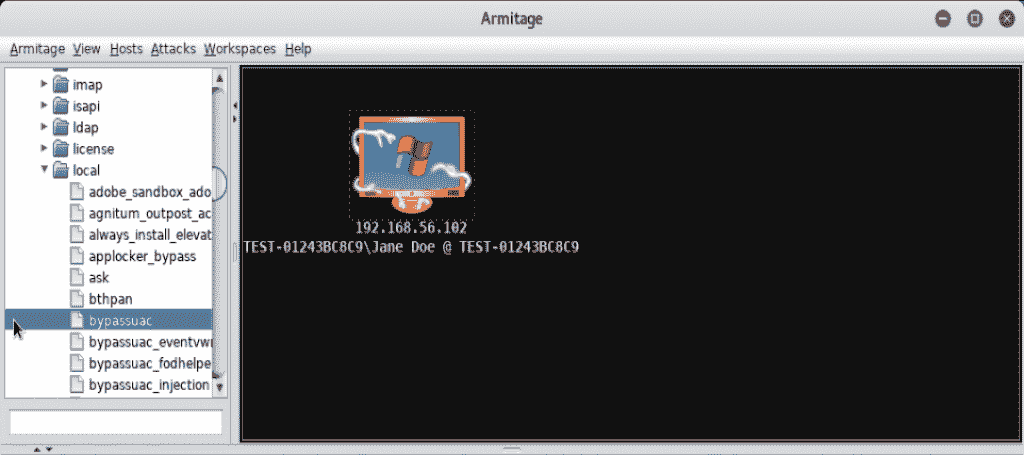 Armitage
Armitage View Hosts Attacks Workspaces Help
imap
isapi
ldap
license
local
adobe_sandbox_ado
agnitum_outpost_ac
always_install_elevat
applocker_bypass
ask
bthpan
bypassuac
bypassuac_eventvw
bypassuac_fodhelpe
bypassuac_injection
192.168.56.102
TEST-01243BC8C9\Jane Doe @ TEST-01243BC8C9